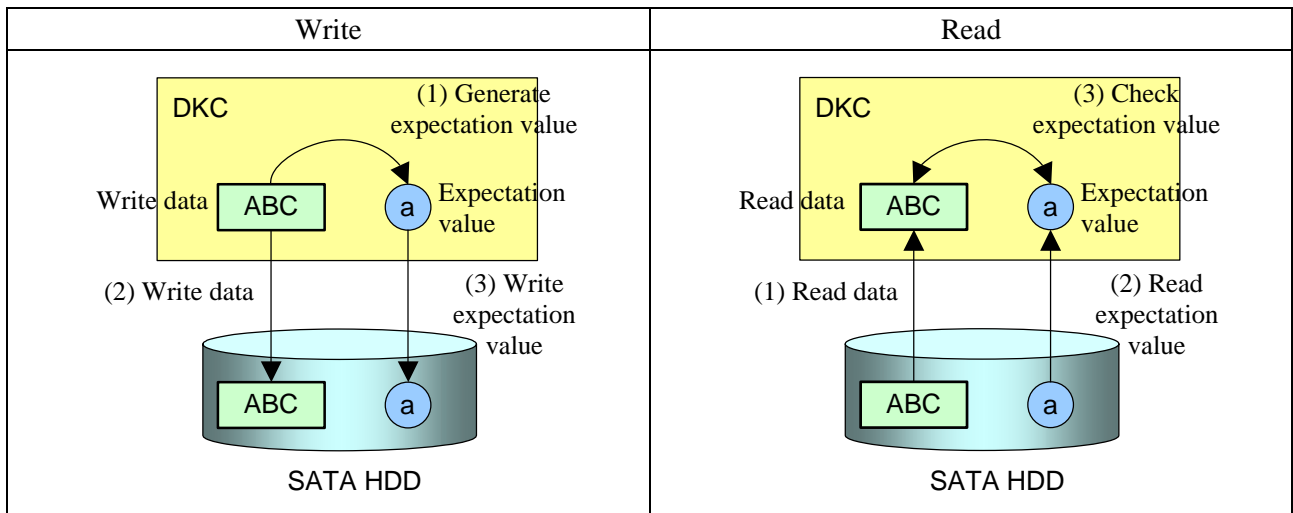 Write
DKC
(1) Generate
expectation value
Write data
ABC
a
Expectation
value
(2) Write data
(3) Write
expectation
value
ABC
a
SATA HDD
Read
DKC
(3) Check
expectation value
Read data
ABC
a
Expectation
value
(1) Read data
(2) Read
expectation
value
ABC
a
SATA HDD